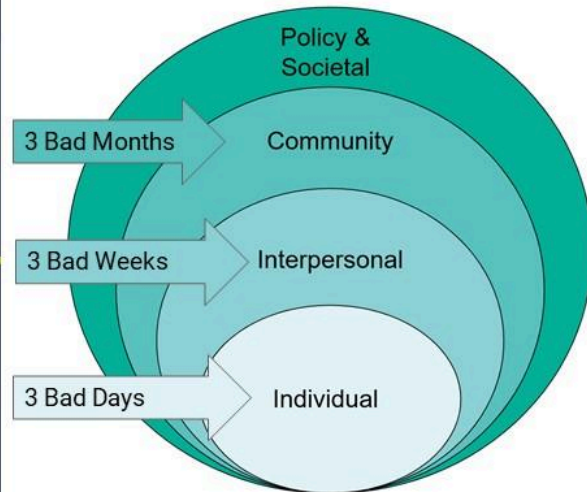 Policy &
Societal
3 Bad Months
Community
3 Bad Weeks
Interpersonal
3 Bad Days
Individual